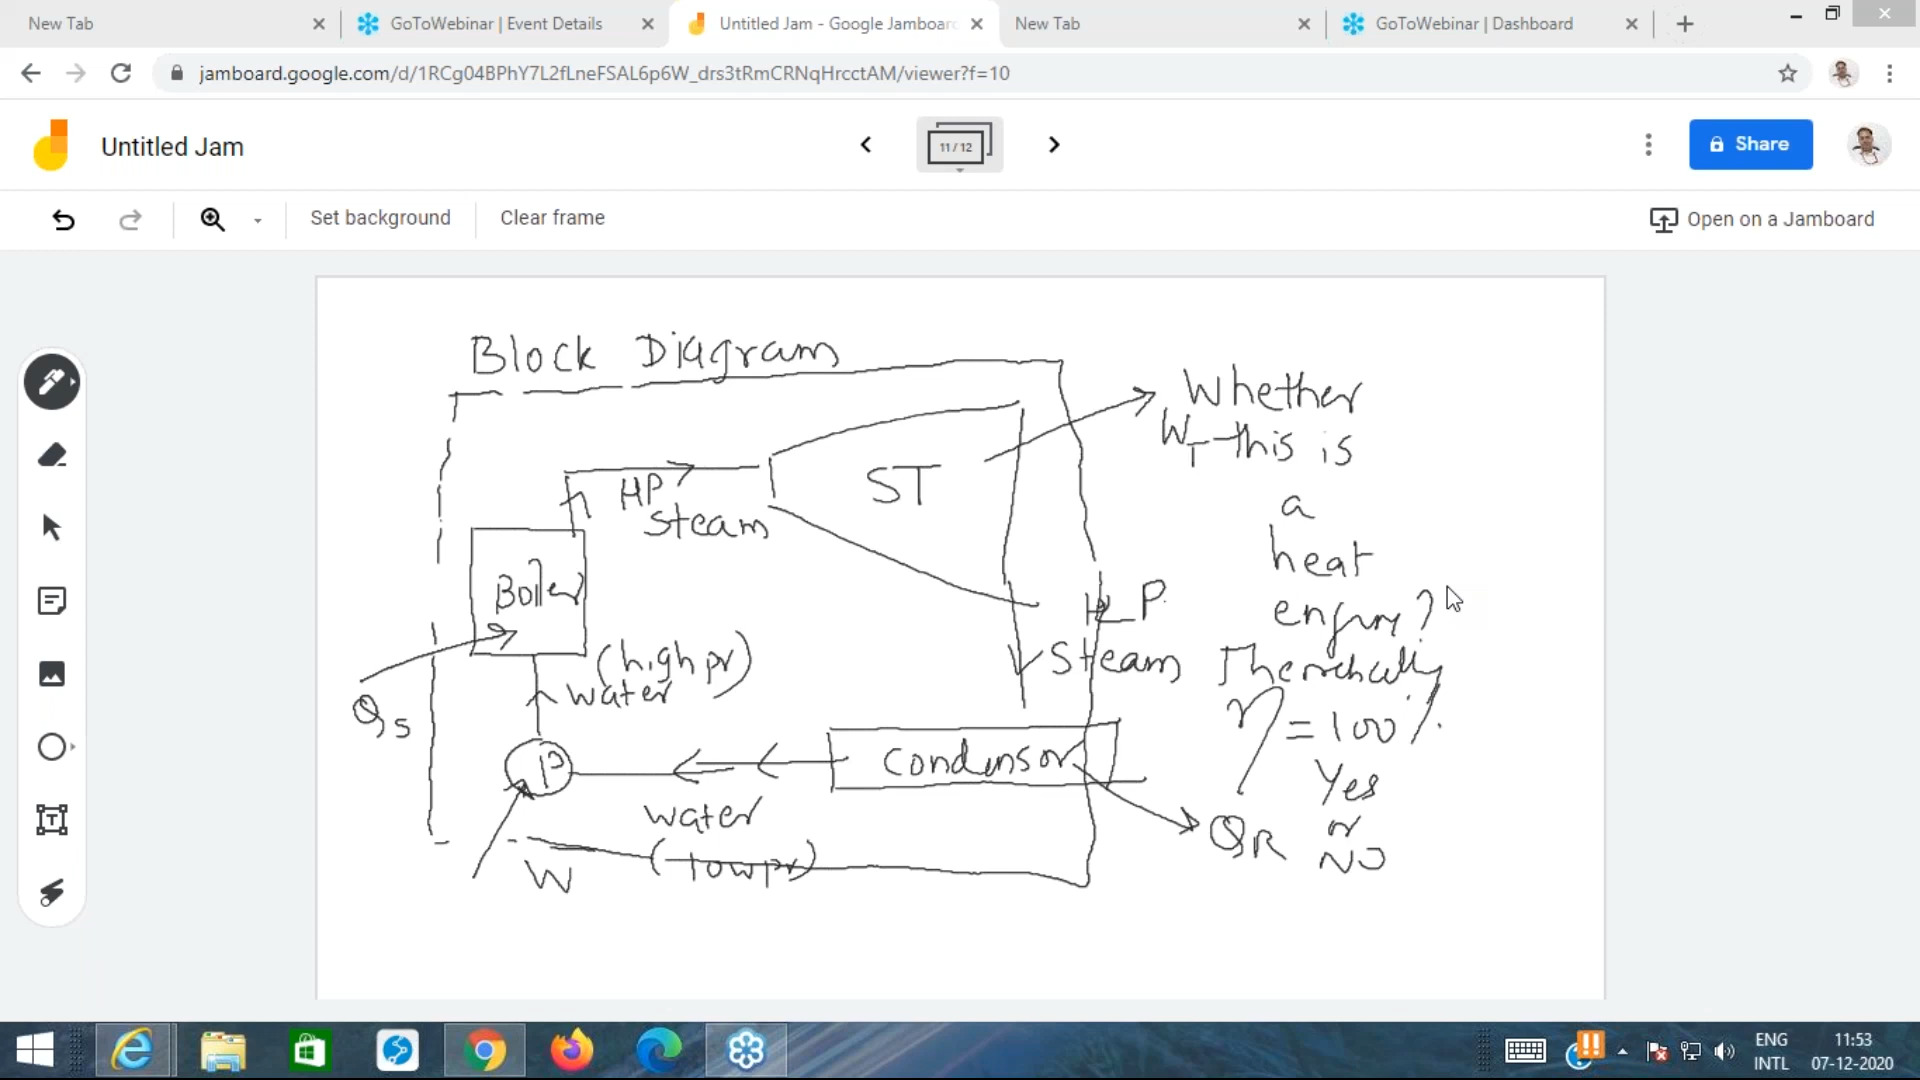 New Tab
GoToWebinar | Event Details
Untitled Jam - Google Jamboard
New Tab
GoToWebinar | Dashboard
jamboard.google.com/d/1RCg04BPhY7L2fLneFSAL6p6W_drs3tRmCRNqHrcctAM/viewer?f=10
Untitled Jam
11 / 12
Share
Set background
Clear frame
Open on a Jamboard
Block Diagram
Whether
WT this is
a
heat
engine?
Theoretically
η = 100%.
Yes
or
NO
HP
steam
ST
Boiler
L P.
Steam
(high pr)
water
Qs
P
Condensor
water
(low pr)
W
QR
ENG
INTL
11:53
07-12-2020